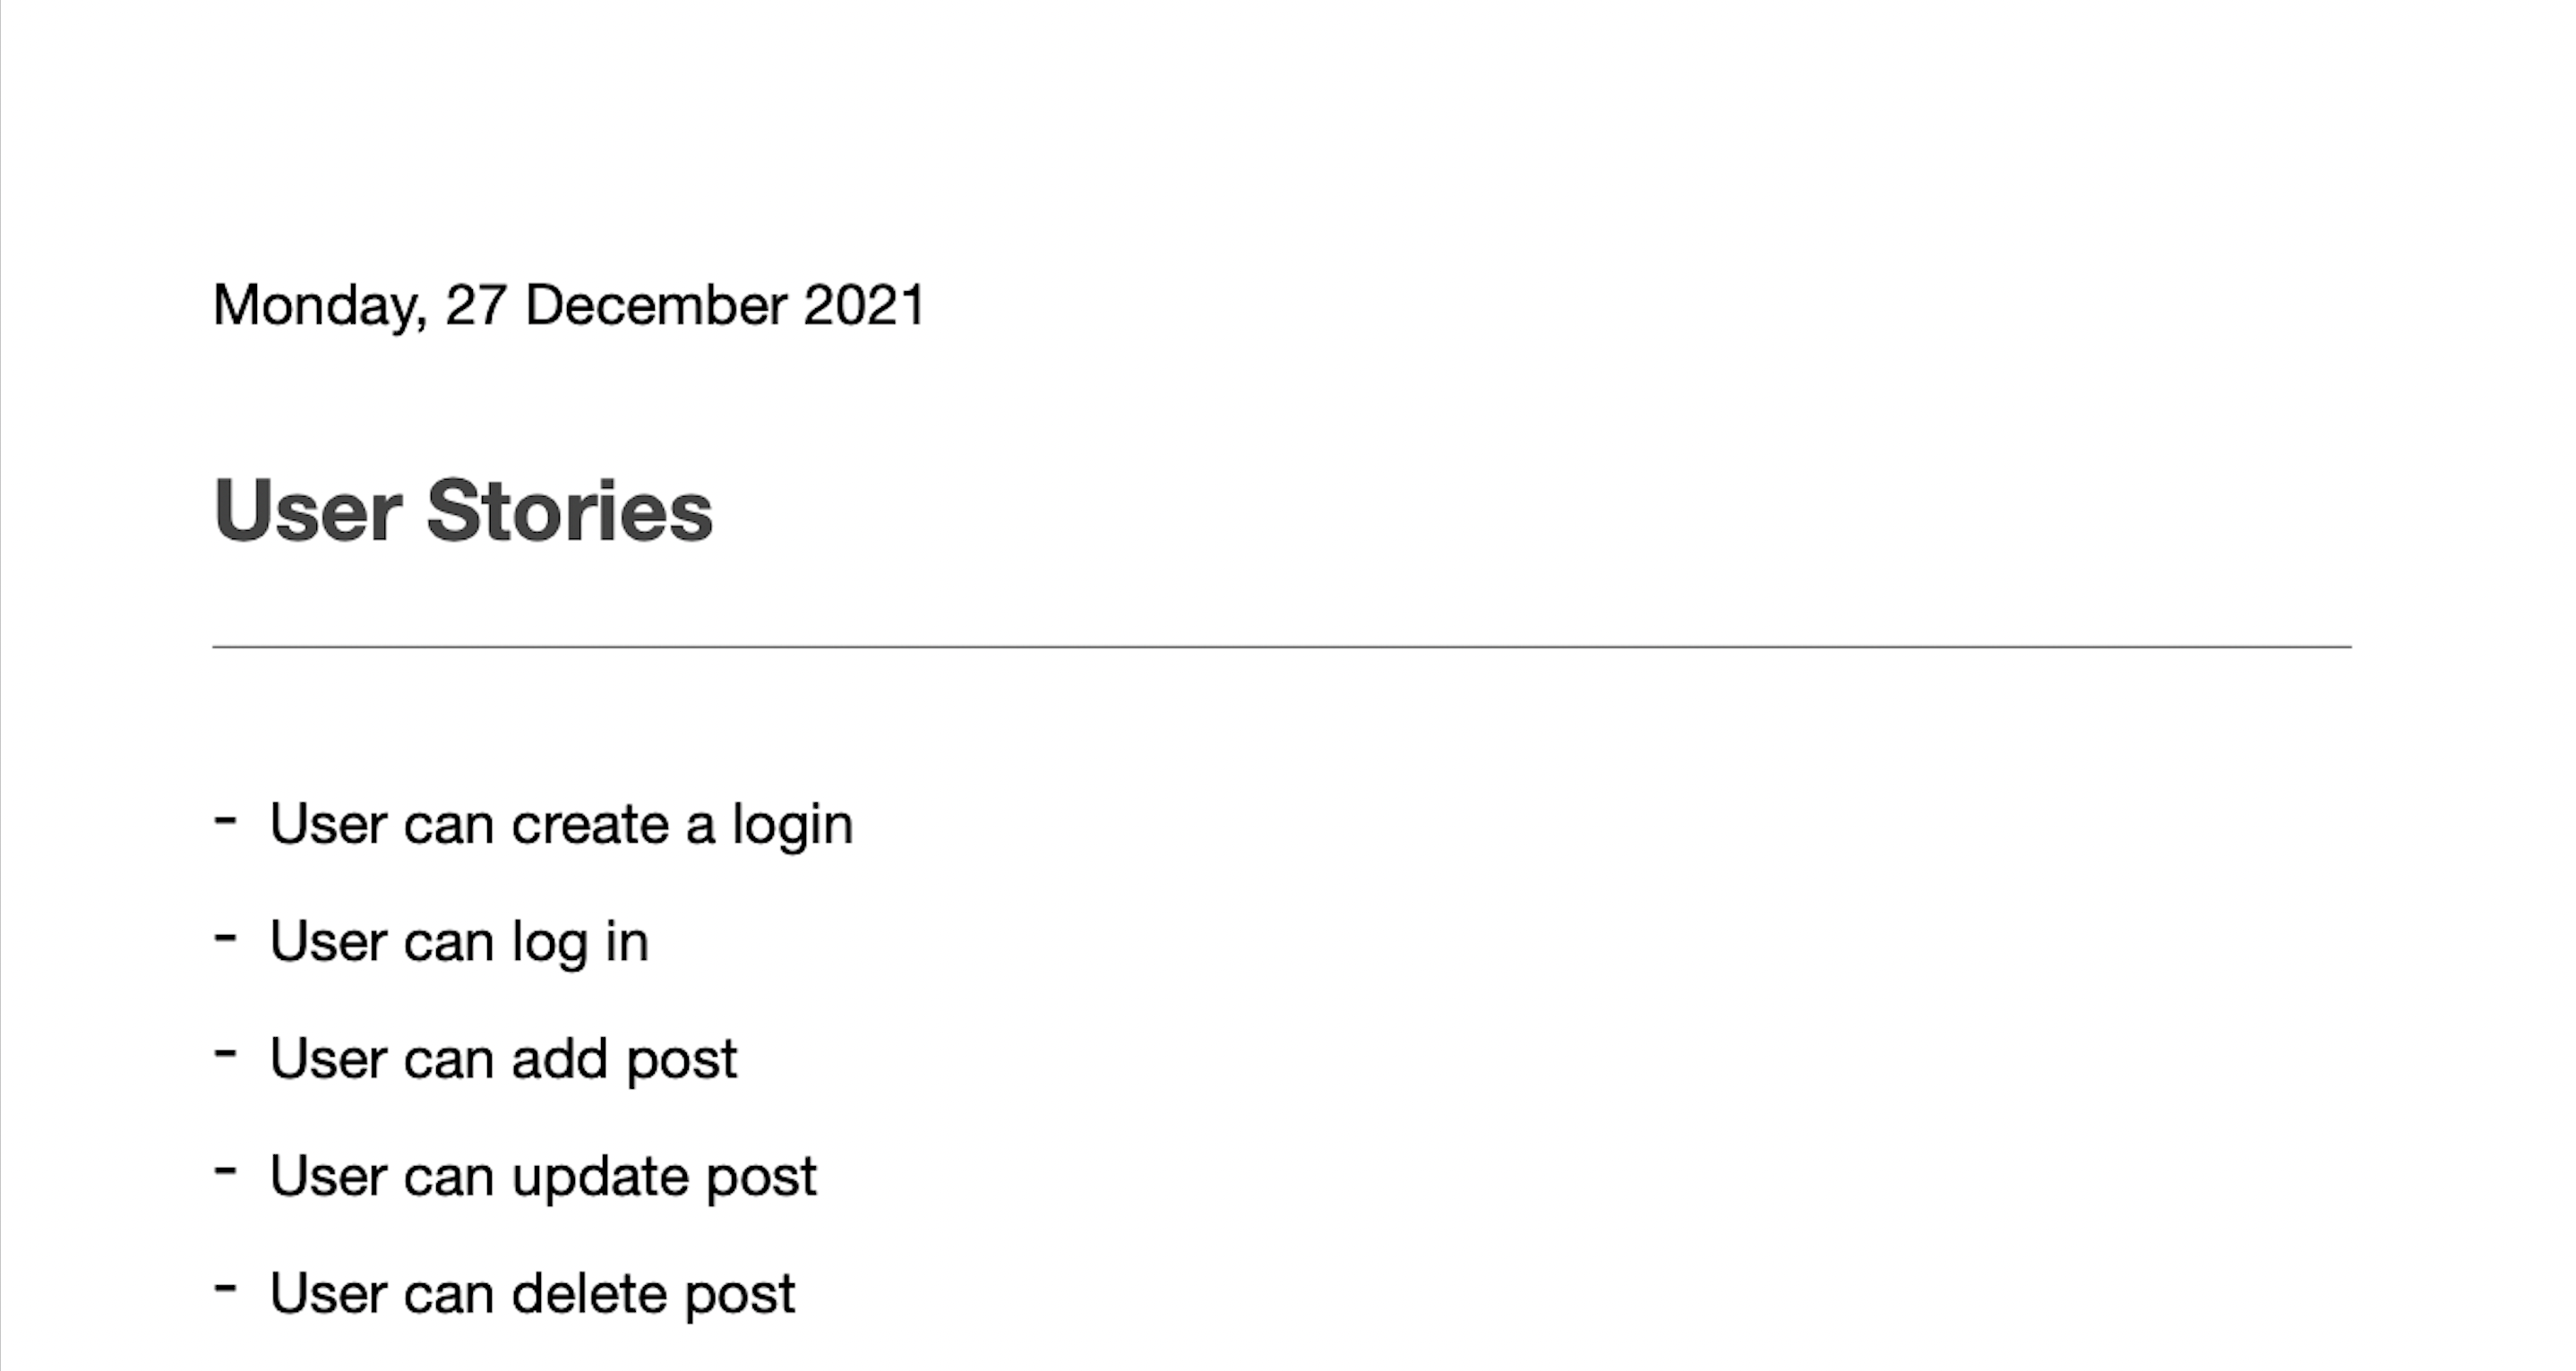 Monday, 27 December 2021
User Stories
- User can create a login
- User can log in
- User can add post
- User can update post
- User can delete post